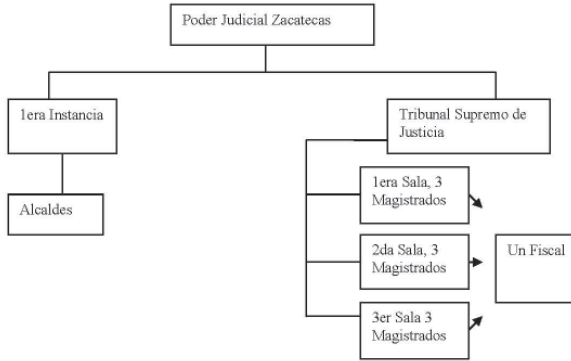 Poder Judicial Zacatecas
1era Instancia
Tribunal Supremo de
Justicia
Alcaldes
1era Sala, 3
Magistrados
2da Sala, 3
Magistrados
Un Fiscal
3er Sala 3
Magistrados